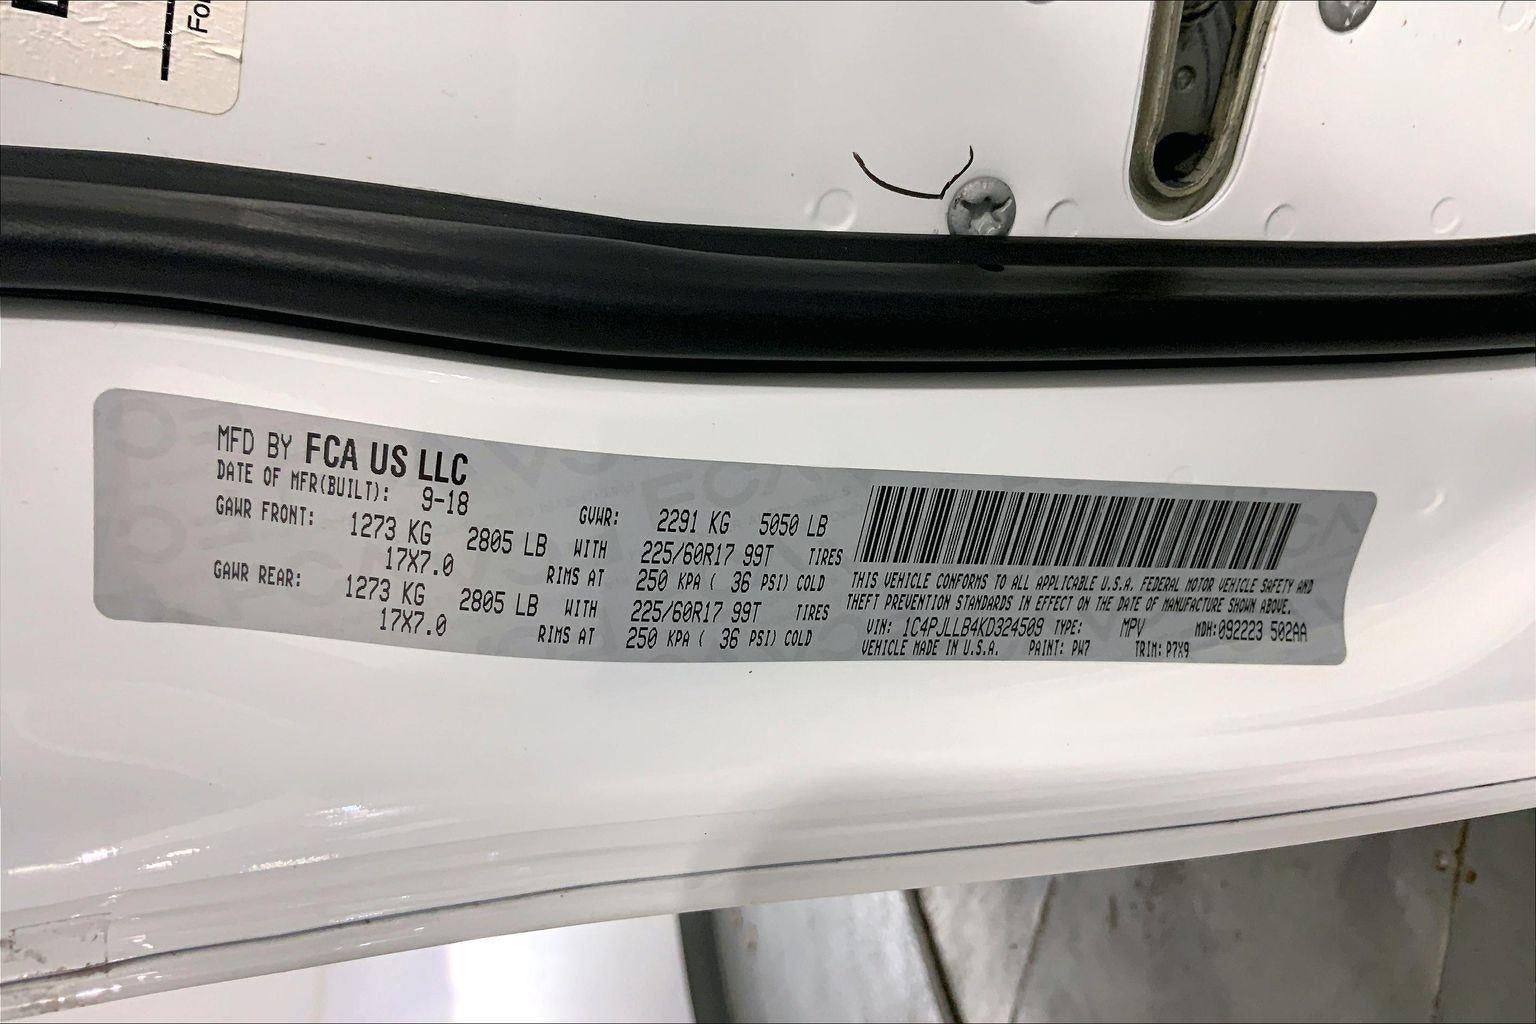 Fo
MFD BY FCA US LLC
DATE OF MFR(BUILT): 9-18
GVWR: 2291 KG 5050 LB
GAWR FRONT: 1273 KG 2805 LB WITH 225/60R17 99T TIRES
17X7.0 RIMS AT 250 KPA ( 36 PSI) COLD
GAWR REAR: 1273 KG 2805 LB WITH 225/60R17 99T TIRES
17X7.0 RIMS AT 250 KPA ( 36 PSI) COLD
THIS VEHICLE CONFORMS TO ALL APPLICABLE U.S.A. FEDERAL MOTOR VEHICLE SAFETY AND
THEFT PREVENTION STANDARDS IN EFFECT ON THE DATE OF MANUFACTURE SHOWN ABOVE.
VIN: 1C4PJLLB4KD324509 TYPE: MPV MDH:092223 502AA
VEHICLE MADE IN U.S.A. PAINT: PW7 TRIM: P7X9